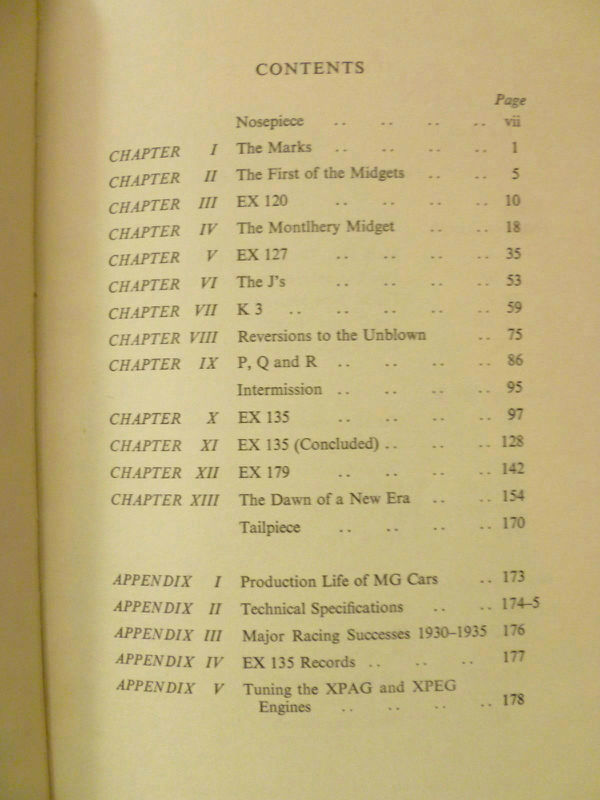 CONTENTS
Page
Nosepiece .. .. .. .. vii
CHAPTER I The Marks .. .. .. .. 1
CHAPTER II The First of the Midgets .. .. 5
CHAPTER III EX 120 .. .. .. .. 10
CHAPTER IV The Montlhery Midget .. .. 18
CHAPTER V EX 127 .. .. .. .. 35
CHAPTER VI The J's .. .. .. .. 53
CHAPTER VII K 3 .. .. .. .. .. 59
CHAPTER VIII Reversions to the Unblown .. 75
CHAPTER IX P, Q and R .. .. .. .. 86
Intermission .. .. .. .. 95
CHAPTER X EX 135 .. .. .. .. 97
CHAPTER XI EX 135 (Concluded) .. .. .. 128
CHAPTER XII EX 179 .. .. .. .. 142
CHAPTER XIII The Dawn of a New Era .. .. 154
Tailpiece .. .. .. .. 170
APPENDIX I Production Life of MG Cars .. 173
APPENDIX II Technical Specifications .. .. 174–5
APPENDIX III Major Racing Successes 1930–1935 176
APPENDIX IV EX 135 Records .. .. .. 177
APPENDIX V Tuning the XPAG and XPEG
Engines .. .. .. .. 178